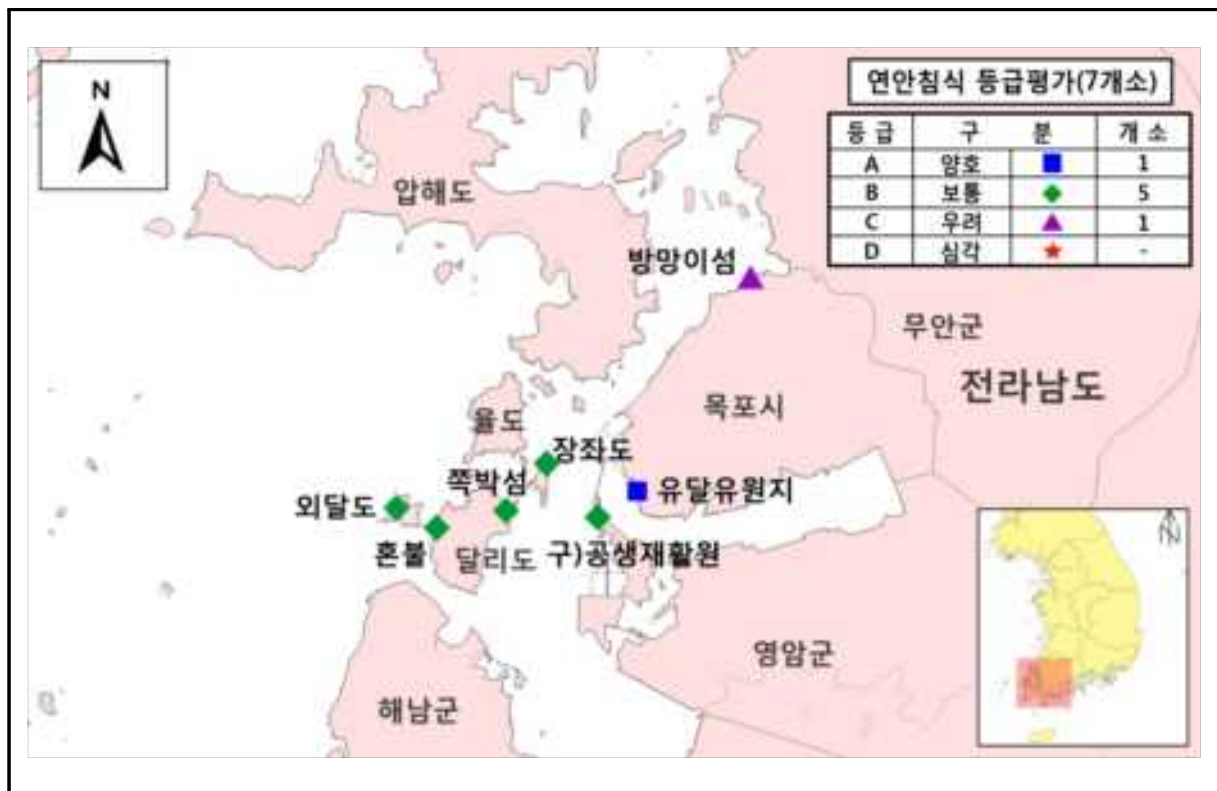 N
연안침식 등급평가(7개소)
등 급 구 분 개 소
A 양호 1
B 보통 5
C 우려 1
D 심각 -
압해도
방망이섬
무안군
전라남도
목포시
율도
장좌도
쪽박섬
유달유원지
외달도
혼불
달리도
구)공생재활원
영암군
해남군
N